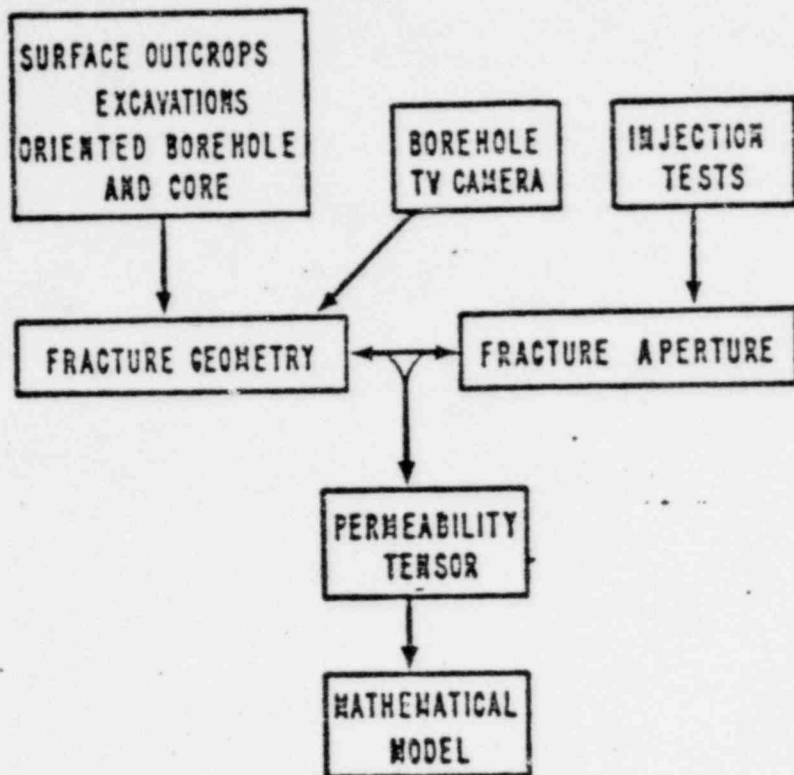 SURFACE OUTCROPS
EXCAVATIONS
ORIENTED BOREHOLE
AND CORE
BOREHOLE
TV CAMERA
INJECTION
TESTS
FRACTURE GEOMETRY
FRACTURE APERTURE
PERMEABILITY
TENSOR
MATHEMATICAL
MODEL